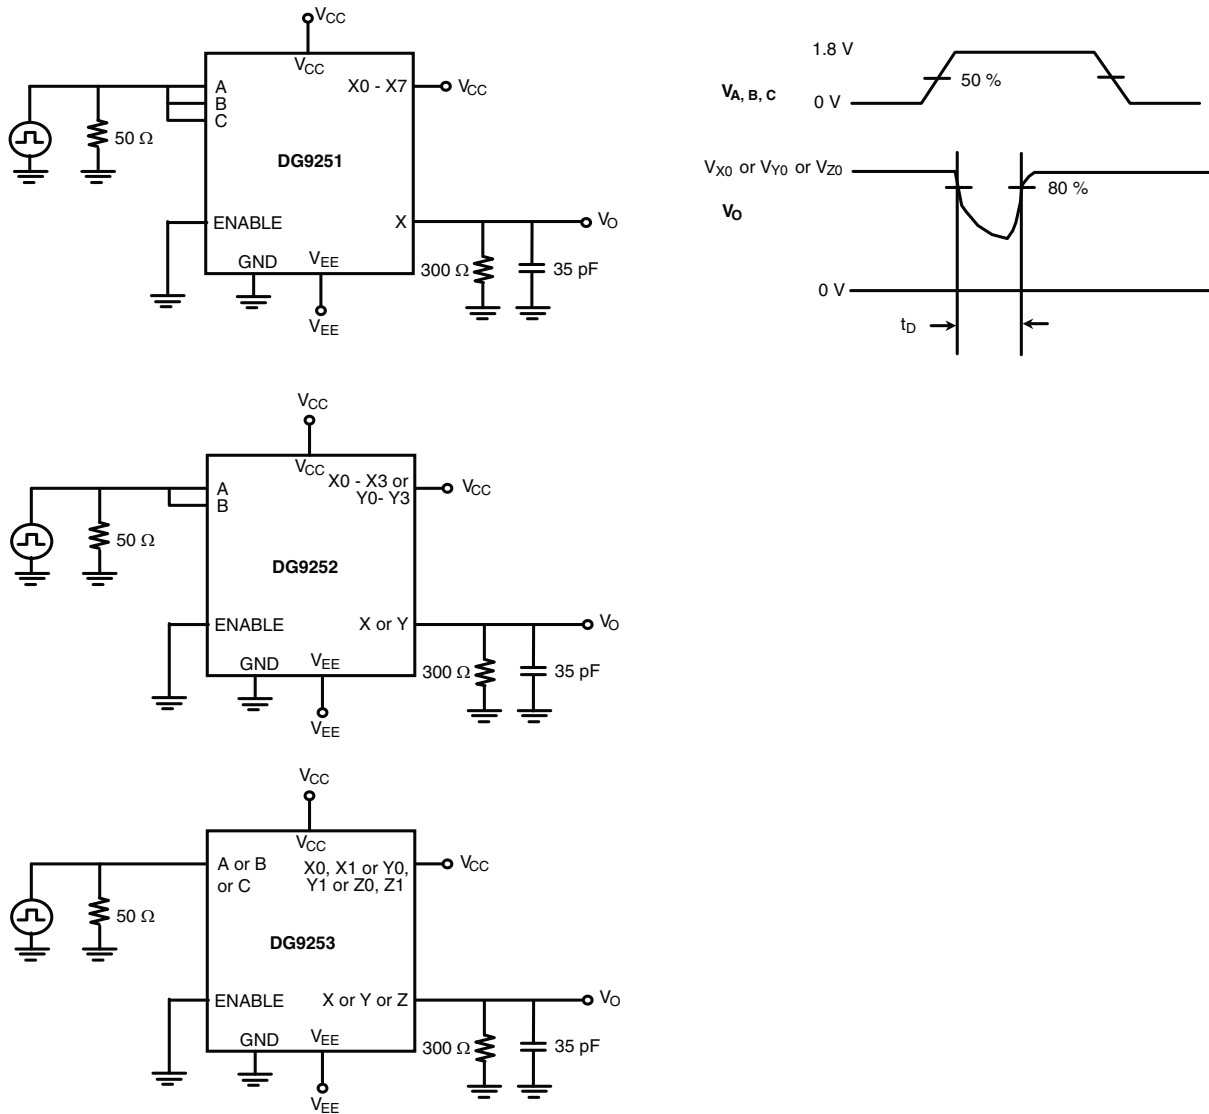 VCC
VCC
A
B
C
X0 - X7
VCC
50 Ω
DG9251
ENABLE
X
VO
GND
VEE
300 Ω
35 pF
VEE
1.8 V
50 %
VA, B, C
0 V
VX0 or VY0 or VZ0
80 %
VO
0 V
tD
VCC
VCC
A
B
X0 - X3 or
Y0- Y3
VCC
50 Ω
DG9252
ENABLE
X or Y
VO
GND
VEE
300 Ω
35 pF
VEE
VCC
VCC
A or B
or C
X0, X1 or Y0,
Y1 or Z0, Z1
VCC
50 Ω
DG9253
ENABLE
X or Y or Z
VO
GND
VEE
300 Ω
35 pF
VEE